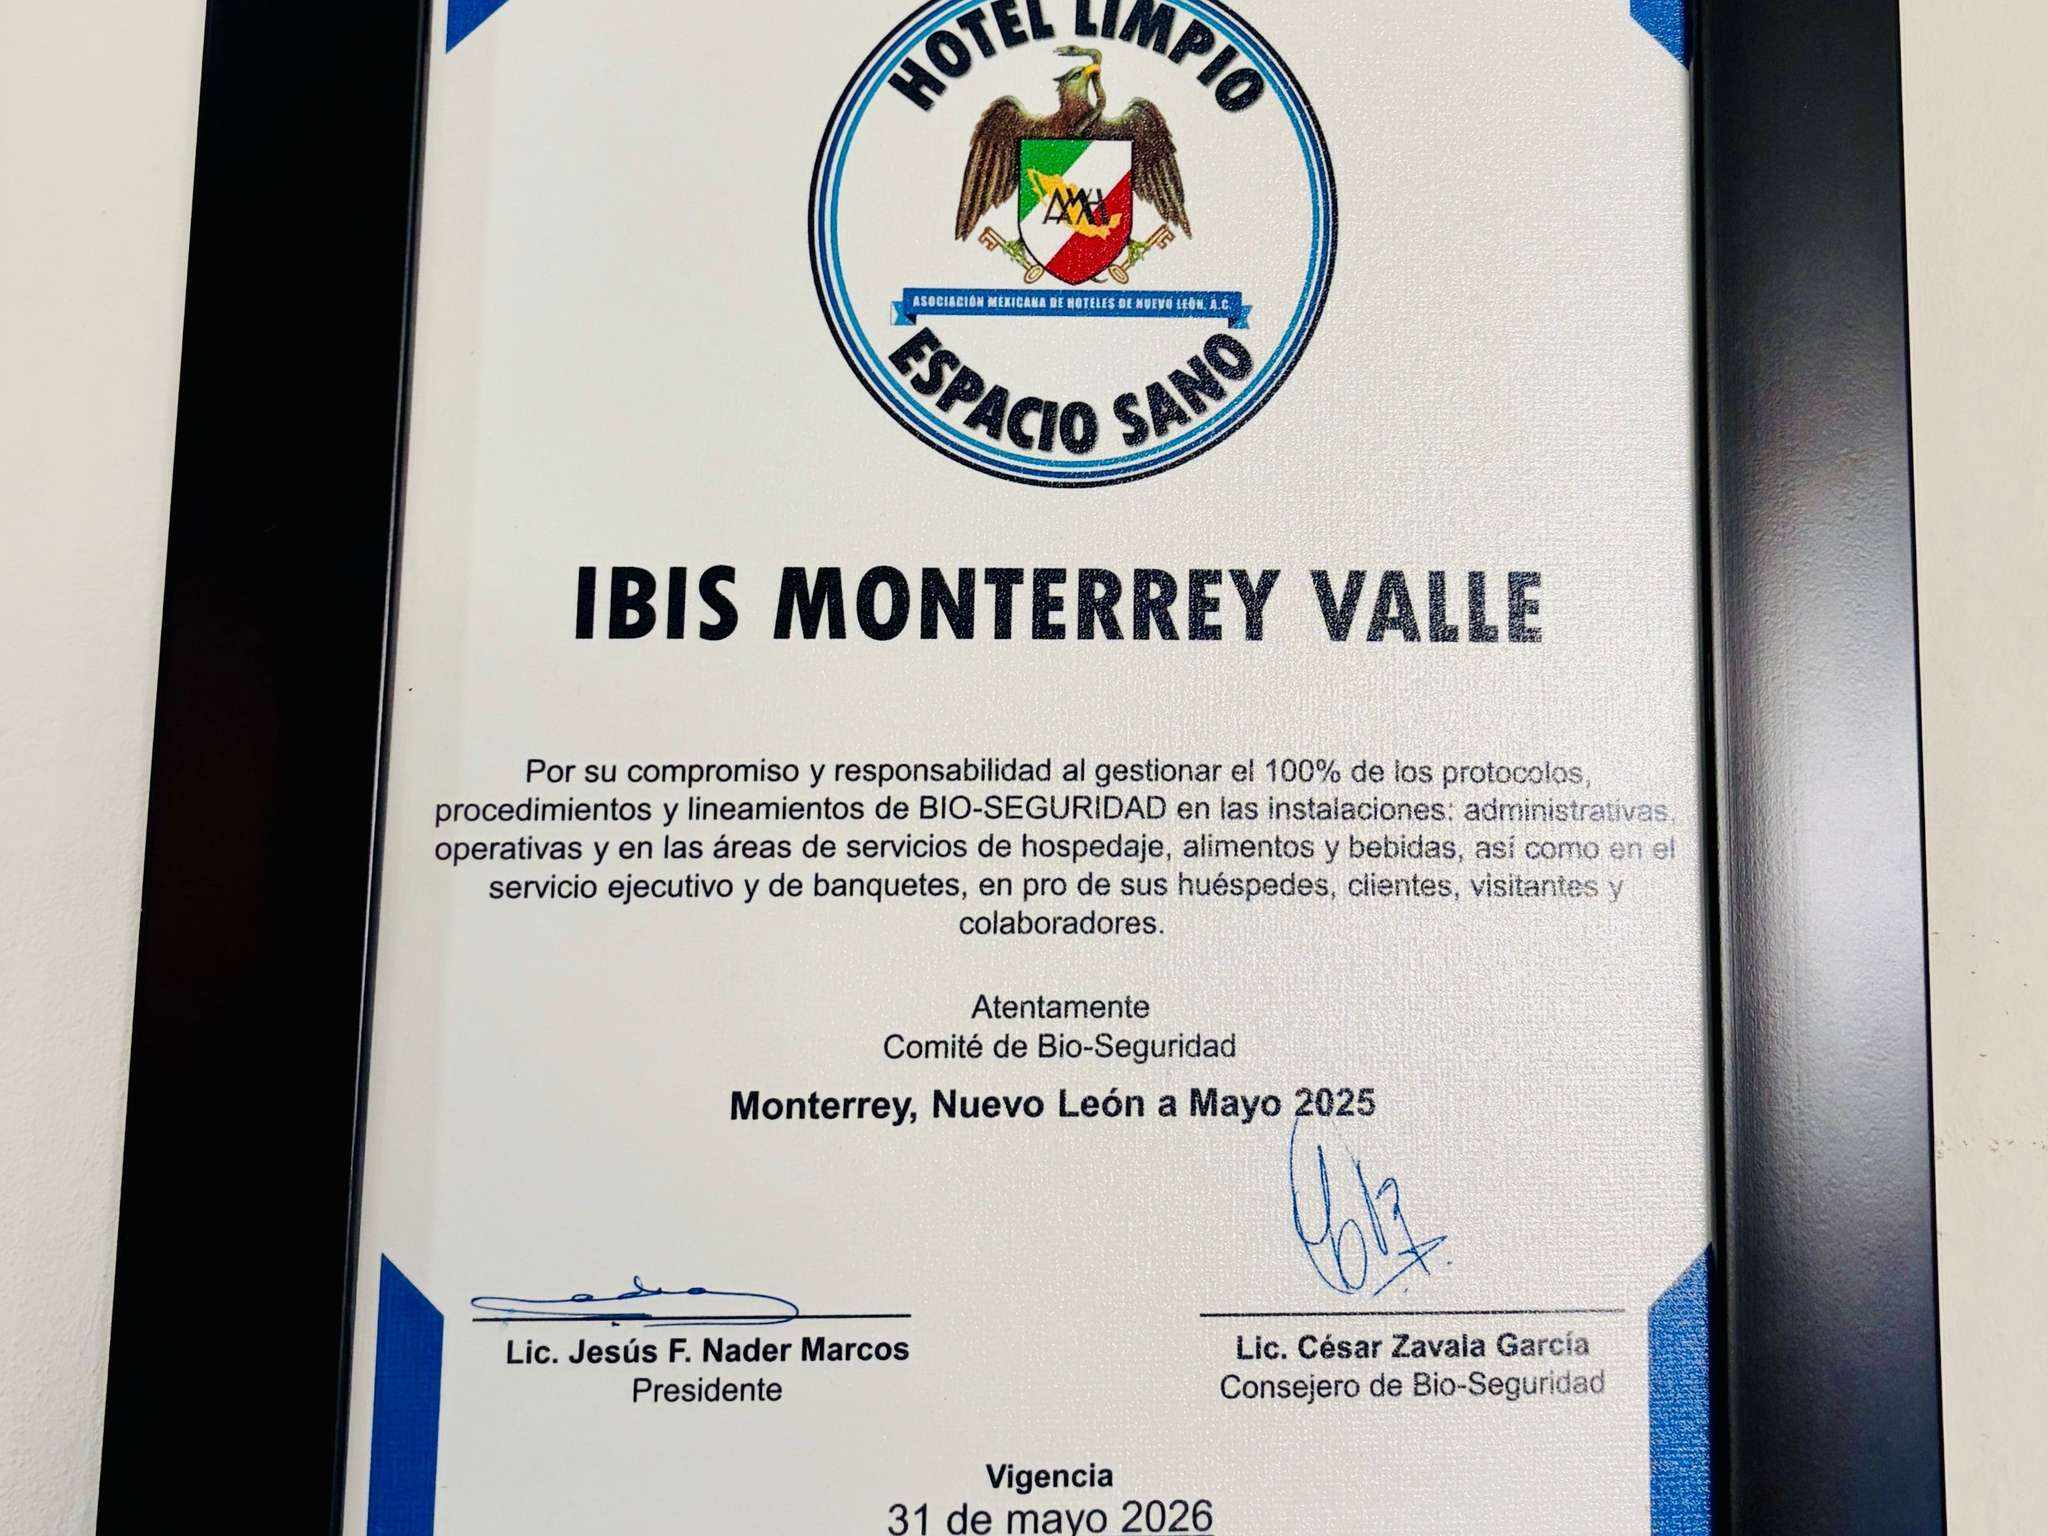 HOTEL LIMPIO
AMH
ASOCIACIÓN MEXICANA DE HOTELES DE NUEVO LEÓN, A.C.
ESPACIO SANO
IBIS MONTERREY VALLE
Por su compromiso y responsabilidad al gestionar el 100% de los protocolos,
procedimientos y lineamientos de BIO-SEGURIDAD en las instalaciones: administrativas,
operativas y en las áreas de servicios de hospedaje, alimentos y bebidas, así como en el
servicio ejecutivo y de banquetes, en pro de sus huéspedes, clientes, visitantes y
colaboradores.
Atentamente
Comité de Bio-Seguridad
Monterrey, Nuevo León a Mayo 2025
Lic. Jesús F. Nader Marcos
Presidente
Lic. César Zavala García
Consejero de Bio-Seguridad
Vigencia
31 de mayo 2026